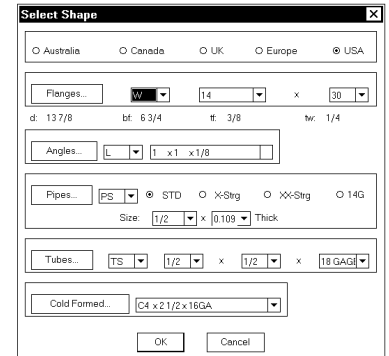 Select Shape
Australia Canada UK Europe USA
Flanges... W 14 x 30
d: 13 7/8 bf: 6 3/4 tf: 3/8 tw: 1/4
Angles... L 1 x 1 x 1/8
Pipes... PS STD X-Strg XX-Strg 14G
Size: 1/2 x 0.109 Thick
Tubes... TS 1/2 x 1/2 x 18 GAGE
Cold Formed... C4 x 2 1/2 x 16GA
OK Cancel